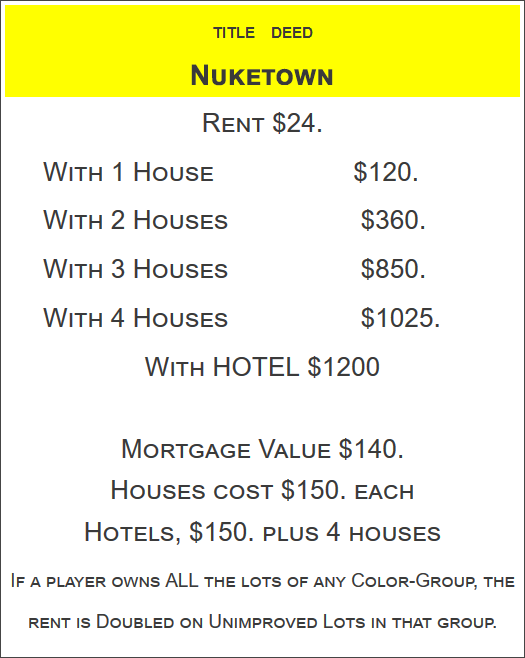 TITLE DEED
NUKETOWN
RENT $24.
WITH 1 HOUSE $120.
WITH 2 HOUSES $360.
WITH 3 HOUSES $850.
WITH 4 HOUSES $1025.
WITH HOTEL $1200
MORTGAGE VALUE $140.
HOUSES COST $150. EACH
HOTELS, $150. PLUS 4 HOUSES
IF A PLAYER OWNS ALL THE LOTS OF ANY COLOR-GROUP, THE
RENT IS DOUBLED ON UNIMPROVED LOTS IN THAT GROUP.